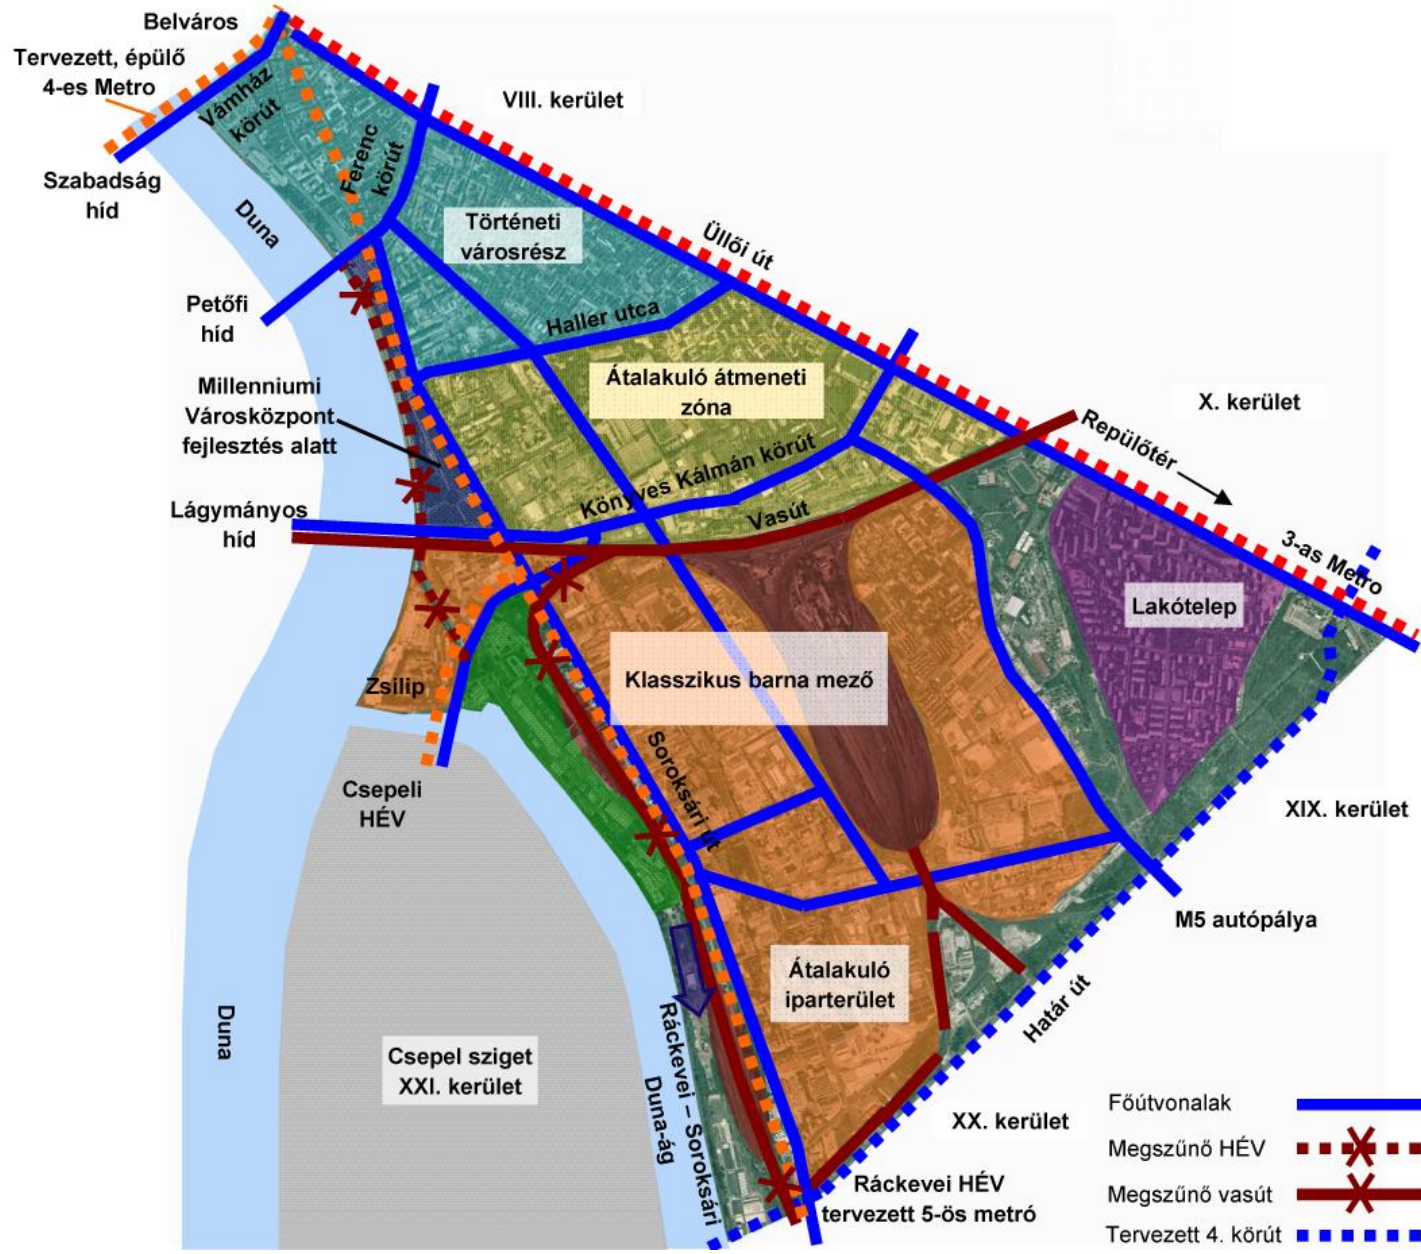 Belváros
Tervezett, épülő
4-es Metro
Vámház
körút
Ferenc
körút
VIII. kerület
Szabadság
híd
Duna
Történeti
városrész
Üllői út
Petőfi
híd
Haller utca
Millenniumi
Városközpont
fejlesztés alatt
Átalakuló átmeneti
zóna
X. kerület
Repülőtér
Könyves Kálmán körút
Vasút
Lágymányos
híd
3-as Metro
Lakótelep
Klasszikus barna mező
Zsilip
Soroksári út
Csepeli
HÉV
XIX. kerület
M5 autópálya
Átalakuló
iparterület
Határ út
Duna
Csepel sziget
XXI. kerület
Ráckevei – Soroksári
Duna-ág
XX. kerület
Ráckevei HÉV
tervezett 5-ös metró
Főútvonalak
Megszűnő HÉV
Megszűnő vasút
Tervezett 4. körút